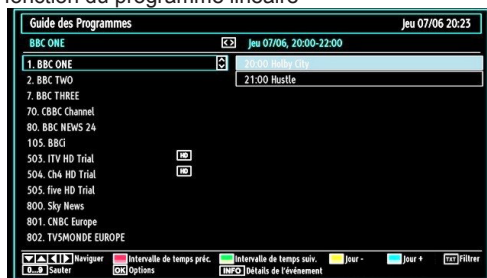 fonction du programme linéaire
Guide des Programmes Jeu 07/06 20:23
BBC ONE Jeu 07/06, 20:00-22:00
1. BBC ONE 20:00 Holby City
2. BBC TWO 21:00 Hustle
7. BBC THREE
70. CBBC Channel
80. BBC NEWS 24
105. BBCi
503. ITV HD Trial HD
504. Ch4 HD Trial HD
505. five HD Trial
800. Sky News
801. CNBC Europe
802. TV5MONDE EUROPE
Naviguer Intervalle de temps préc. Intervalle de temps suiv. Jour - Jour + TXT Filtrer
0...9 Sauter OK Options INFO Détails de l'événement